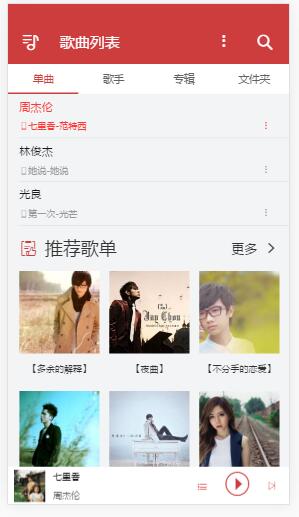 歌曲列表
单曲 歌手 专辑 文件夹
周杰伦
七里香-范特西
林俊杰
她说-她说
光良
第一次-光芒
推荐歌单 更多
Jay Chou
【多余的解释】 【夜曲】 【不分手的恋爱】
七里香
周杰伦